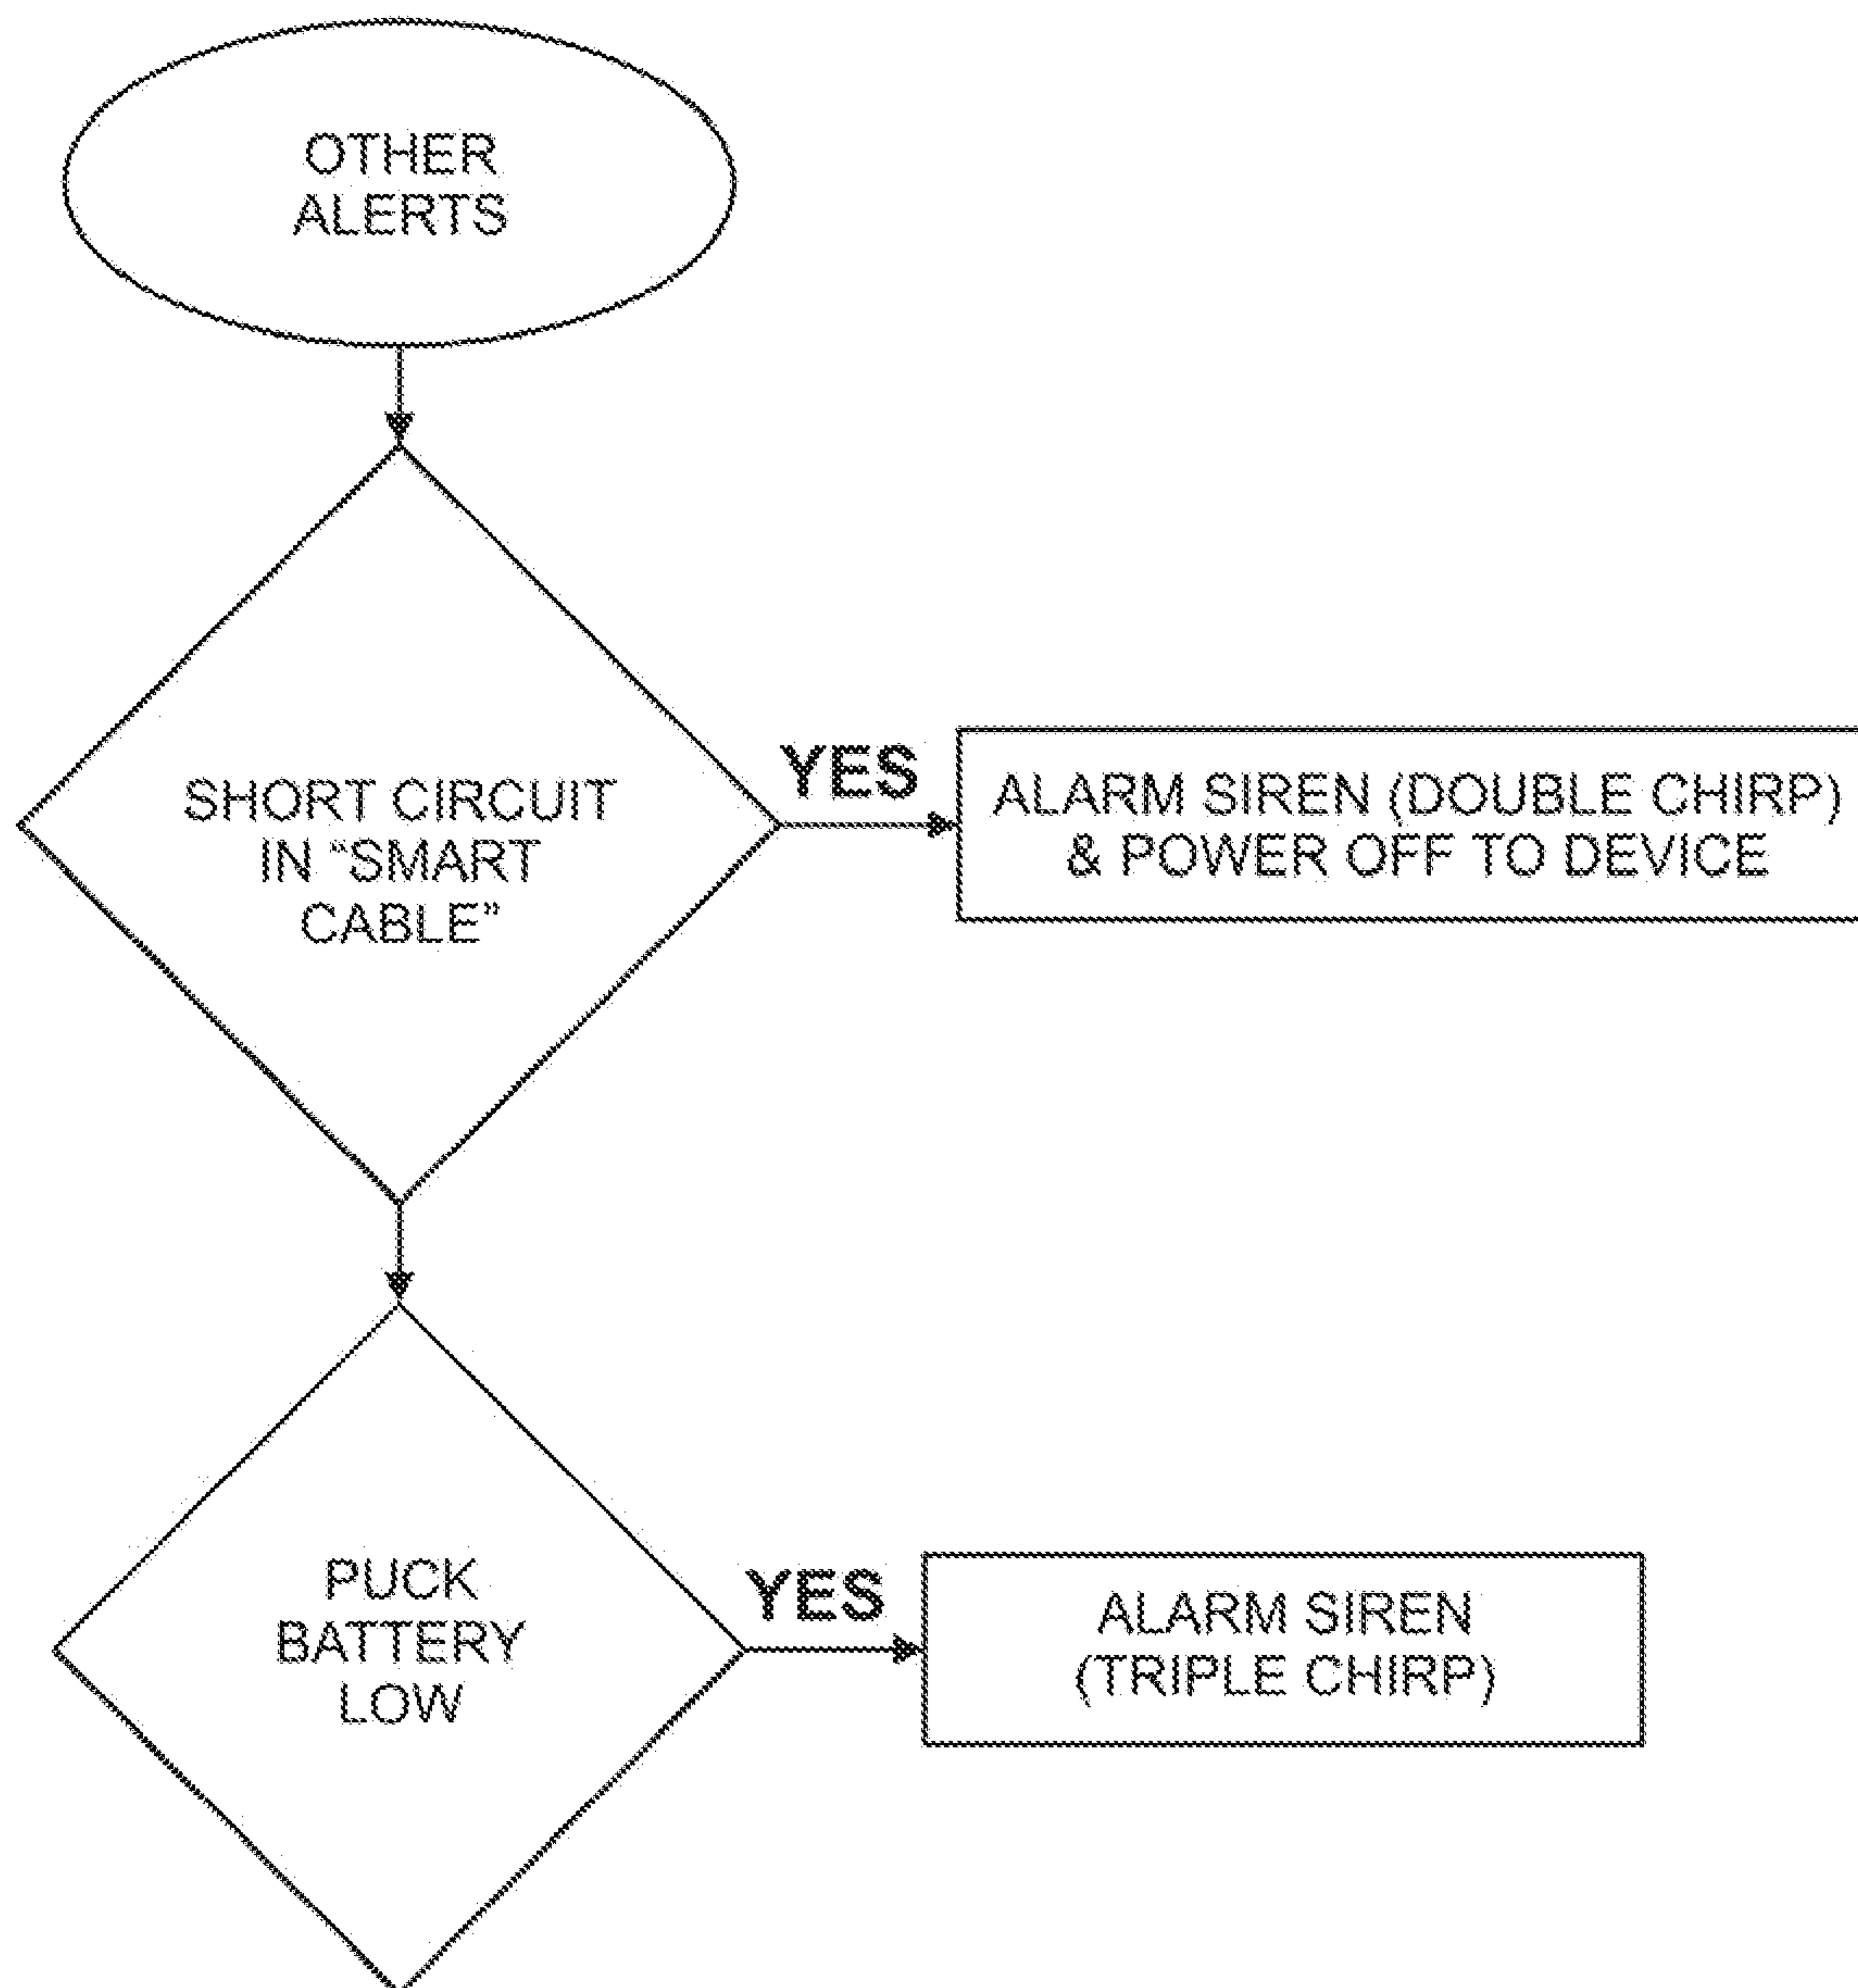 OTHER
ALERTS
SHORT CIRCUIT
IN “SMART
CABLE”
YES
ALARM SIREN (DOUBLE CHIRP)
& POWER OFF TO DEVICE
PUCK
BATTERY
LOW
YES
ALARM SIREN
(TRIPLE CHIRP)